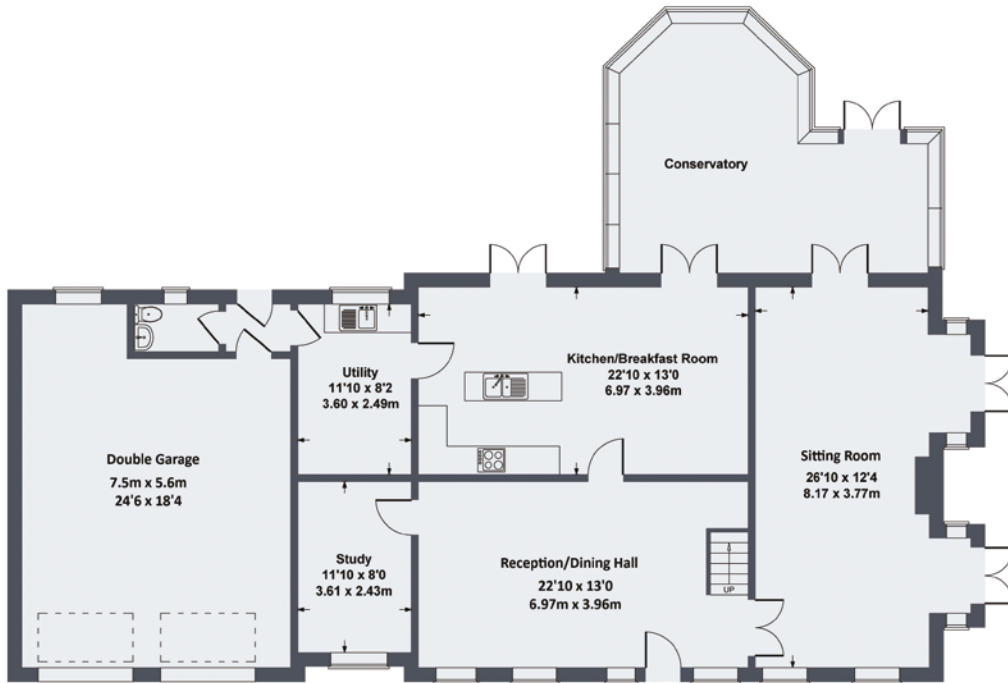 Conservatory
Kitchen/Breakfast Room
22'10 x 13'0
6.97 x 3.96m
Utility
11'10 x 8'2
3.60 x 2.49m
Double Garage
7.5m x 5.6m
24'6 x 18'4
Sitting Room
26'10 x 12'4
8.17 x 3.77m
Study
11'10 x 8'0
3.61 x 2.43m
Reception/Dining Hall
22'10 x 13'0
6.97m x 3.96m
UP